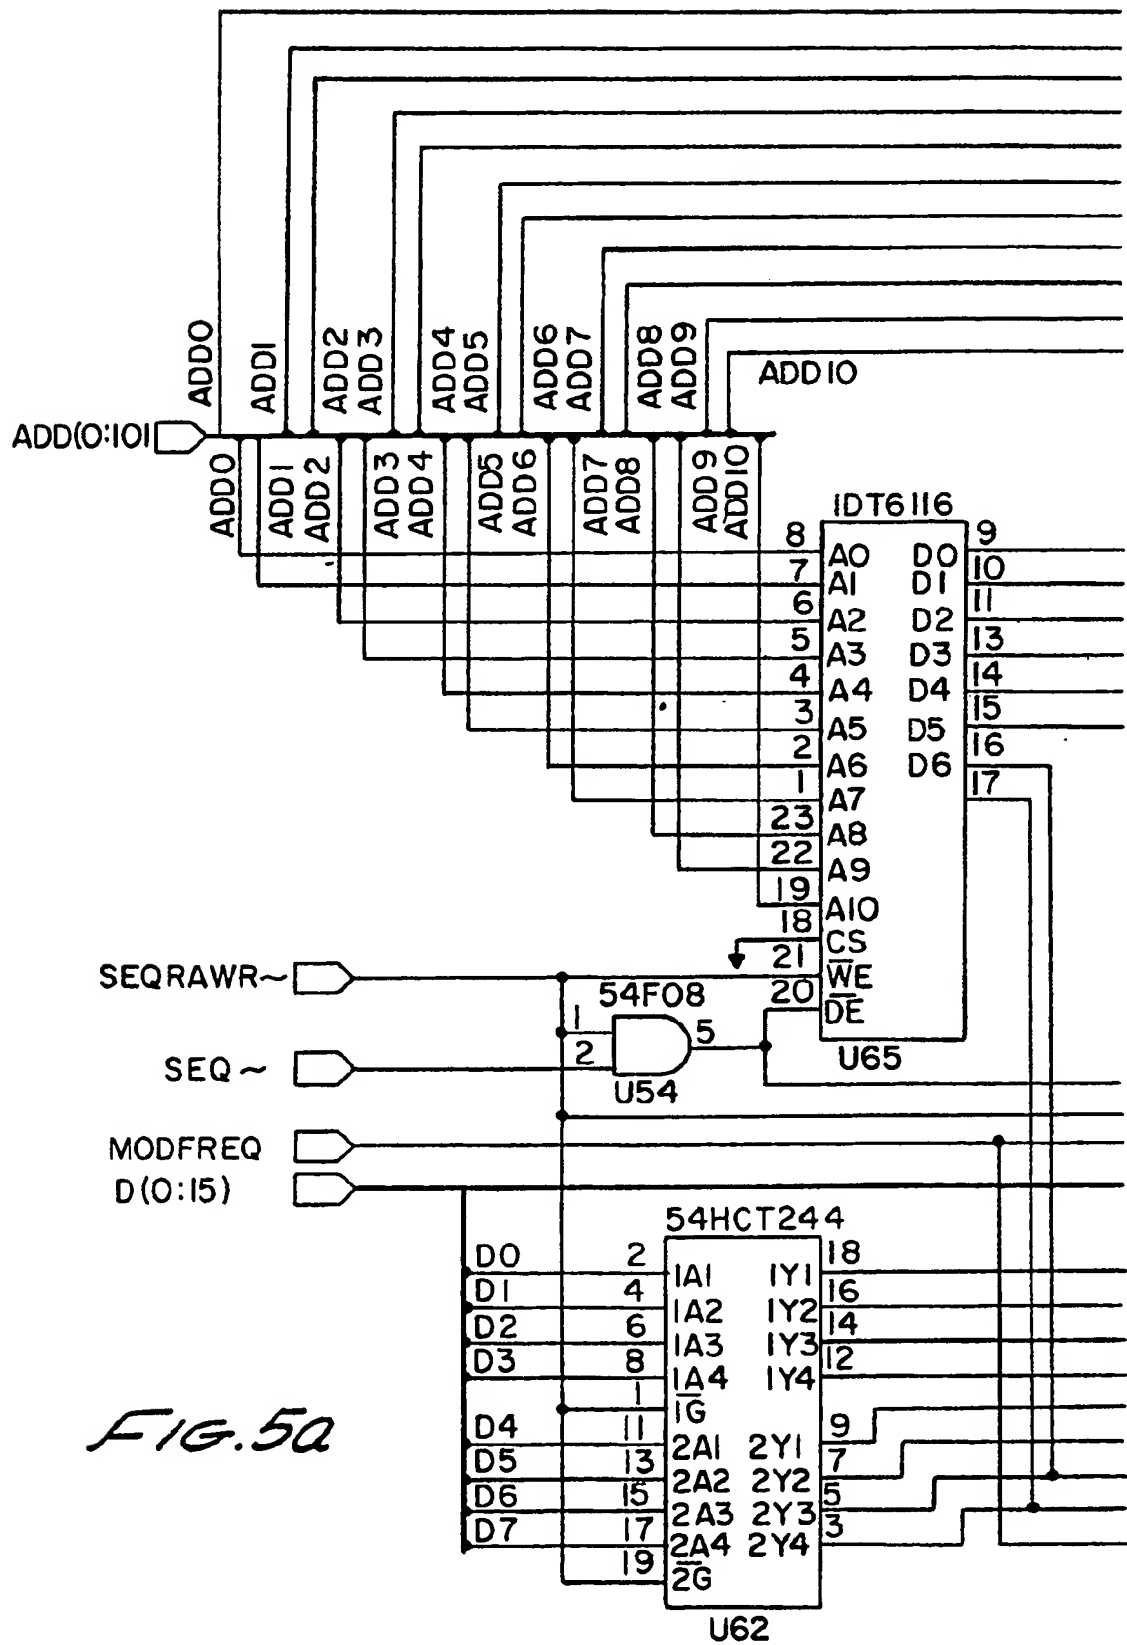 ADD0
ADD1
ADD2
ADD3
ADD4
ADD5
ADD6
ADD7
ADD8
ADD9
ADD10
ADD(0:10I
ADD0
ADD1
ADD2
ADD3
ADD4
ADD5
ADD6
ADD7
ADD8
ADD9
ADD10
IDT6116
8 A0 D0 9
7 A1 D1 10
6 A2 D2 11
5 A3 D3 13
4 A4 D4 14
3 A5 D5 15
2 A6 D6 16
1 A7 17
23 A8
22 A9
19 A10
18 CS
21 W̅E
20 D̅E̅
U65
SEQRAWR~
54F08
1
2
5
U54
SEQ~
MODFREQ
D(0:15)
54HCT244
D0 2 1A1 1Y1 18
D1 4 1A2 1Y2 16
D2 6 1A3 1Y3 14
D3 8 1A4 1Y4 12
1 1G̅
D4 11 2A1 2Y1 9
D5 13 2A2 2Y2 7
D6 15 2A3 2Y3 5
D7 17 2A4 2Y4 3
19 2̅G̅
U62
FIG.5a